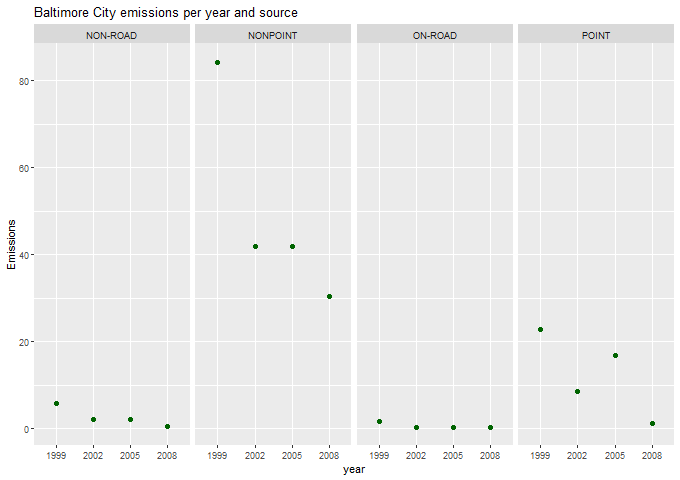 Baltimore City emissions per year and source
NON-ROAD NONPOINT ON-ROAD POINT
80
60
40
20
0
Emissions
1999 2002 2005 2008 1999 2002 2005 2008 1999 2002 2005 2008 1999 2002 2005 2008
year